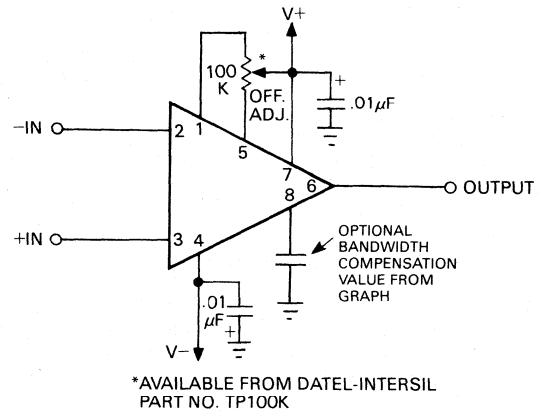 V+
*
100
K
OFF.
ADJ.
+
.01µF
−IN
2
1
5
7
6
8
OUTPUT
+IN
3
4
OPTIONAL
BANDWIDTH
COMPENSATION
VALUE FROM
GRAPH
.01
µF
+
V−
*AVAILABLE FROM DATEL-INTERSIL
PART NO. TP100K